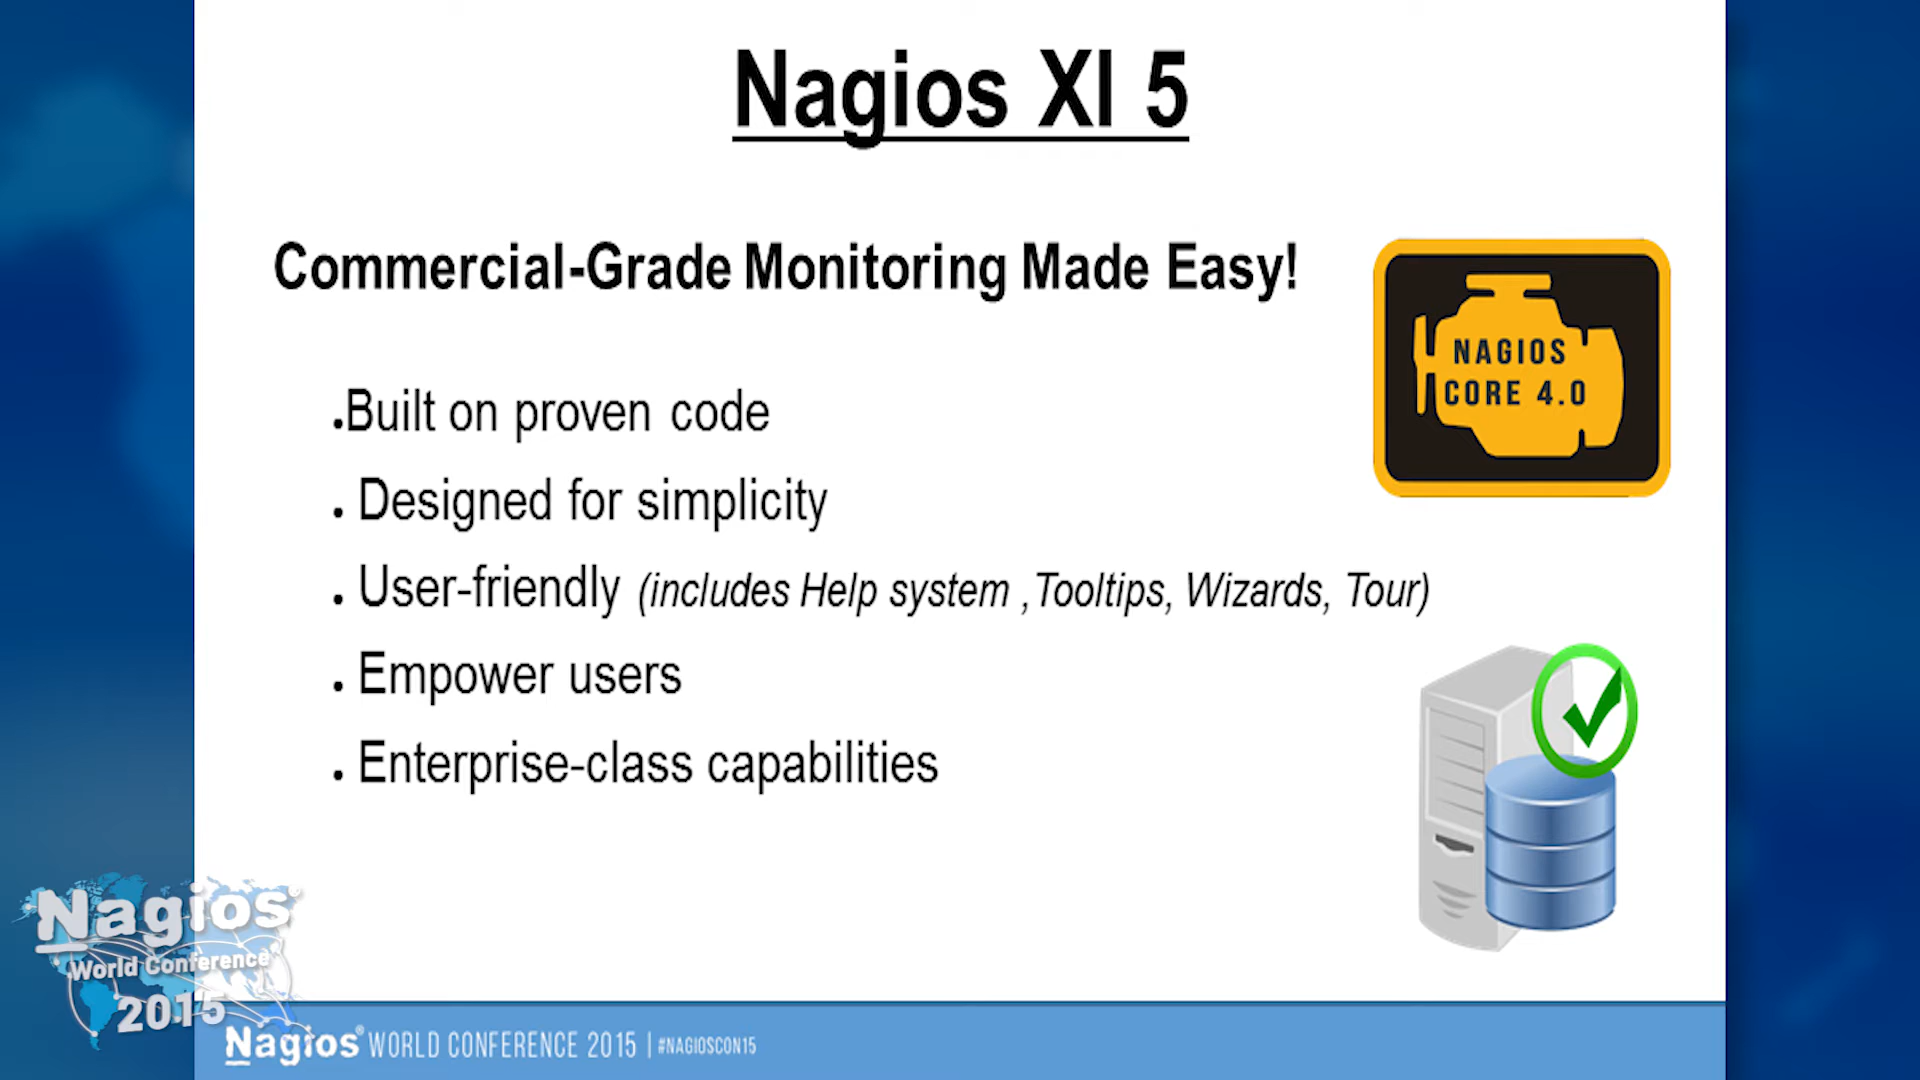 Nagios XI 5
Commercial-Grade Monitoring Made Easy!
NAGIOS
CORE 4.0
.Built on proven code
. Designed for simplicity
. User-friendly (includes Help system ,Tooltips, Wizards, Tour)
. Empower users
. Enterprise-class capabilities
Nagios®
World Conference
2015
Nagios® WORLD CONFERENCE 2015 | #NAGIOSCON15